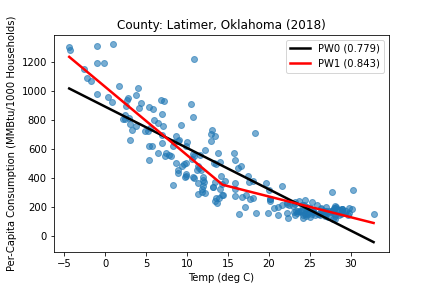 County: Latimer, Oklahoma (2018)
Per-Capita Consumption (MMBtu/1000 Households)
1200
1000
800
600
400
200
0
PW0 (0.779)
PW1 (0.843)
−5 0 5 10 15 20 25 30
Temp (deg C)